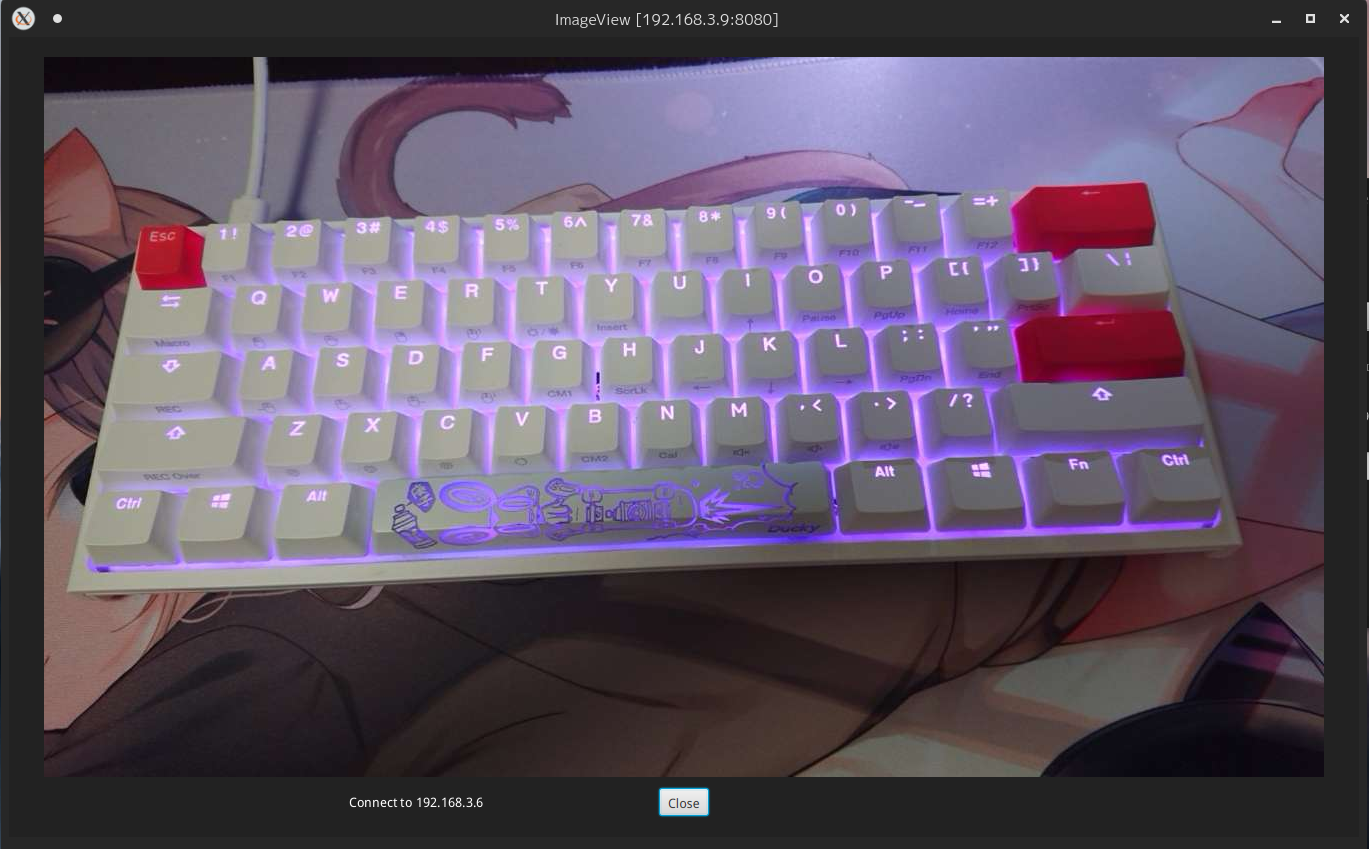 ImageView [192.168.3.9:8080]
Esc 1! 2@ 3# 4$ 5% 6^ 7& 8* 9( 0) -_ =+
F1 F2 F3 F4 F5 F6 F7 F8 F9 F10 F11 F12
Q W E R T Y U I O P [{ ]} \¦
Macro Insert Pause PgUp Home PrtSc
A S D F G H J K L ;: '"
REC CM1 ScrLk PgDn End
Z X C V B N M ,< .> /?
REC Over CM2 Cal
Ctrl Alt Alt Fn Ctrl
Ducky
Connect to 192.168.3.6
Close